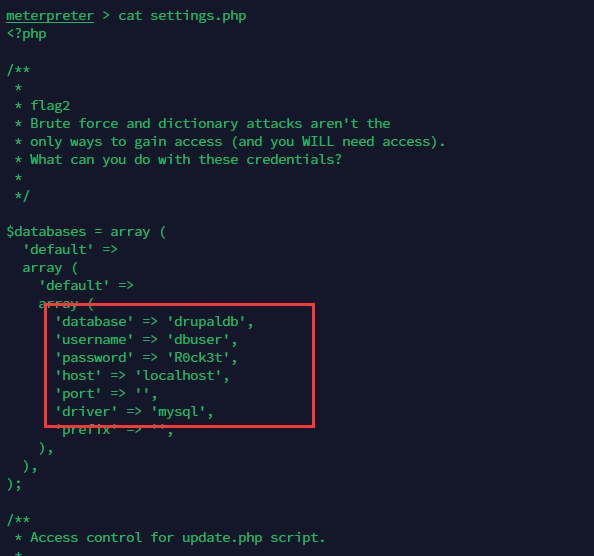 meterpreter > cat settings.php
<?php
/**
 *
 * flag2
 * Brute force and dictionary attacks aren't the
 * only ways to gain access (and you WILL need access).
 * What can you do with these credentials?
 *
 */
$databases = array (
  'default' =>
  array (
    'default' =>
    array (
      'database' => 'drupaldb',
      'username' => 'dbuser',
      'password' => 'R0ck3t',
      'host' => 'localhost',
      'port' => '',
      'driver' => 'mysql',
      'prefix' => '',
    ),
  ),
);
/**
 * Access control for update.php script.
 *